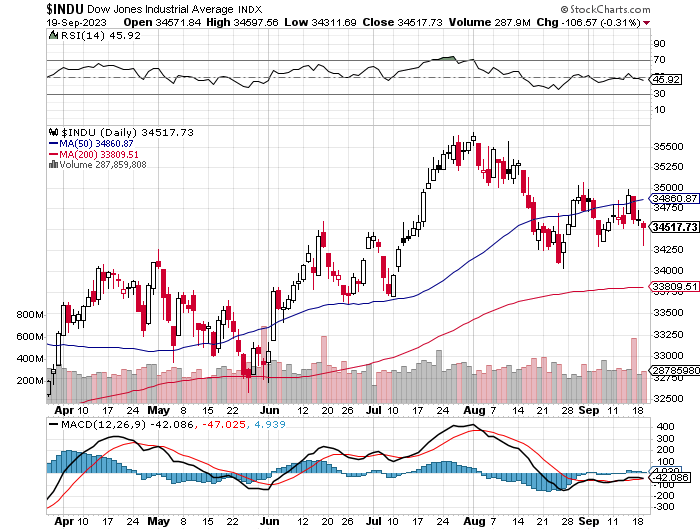 $INDU Dow Jones Industrial Average INDX © StockCharts.com
19-Sep-2023 Open 34571.84 High 34597.56 Low 34311.69 Close 34517.73 Volume 287.9M Chg -106.57 (-0.31%)
RSI(14) 45.92
90
70
45.92
30
10
$INDU (Daily) 34517.73
MA(50) 34860.87
MA(200) 33809.51
Volume 287,859,808
35500
35250
35000
34860.87
34750
34517.73
34250
34000
33809.51
33500
33250
33000
32750
32500
800M
600M
400M
200M
28785980
Apr 10 17 24 May 8 15 22 Jun 12 20 26 Jul 10 17 24 Aug 7 14 21 28 Sep 11 18
MACD(12,26,9) -42.086, -47.025, 4.939
400
300
200
100
4.939
-42.086
-100
-200
-300
Apr 10 17 24 May 8 15 22 Jun 12 20 26 Jul 10 17 24 Aug 7 14 21 28 Sep 11 18